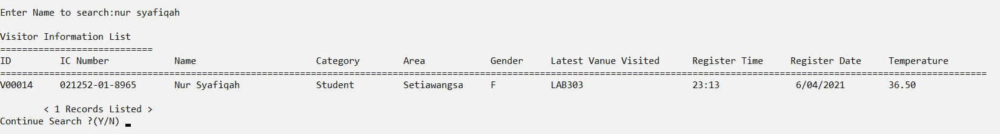 Enter Name to search:nur syafiqah
Visitor Information List
============================
ID IC Number Name Category Area Gender Latest Vanue Visited Register Time Register Date Temperature
=====================================================================================================================================================================================
V00014 021252-01-8965 Nur Syafiqah Student Setiawangsa F LAB303 23:13 6/04/2021 36.50
< 1 Records Listed >
Continue Search ?(Y/N)